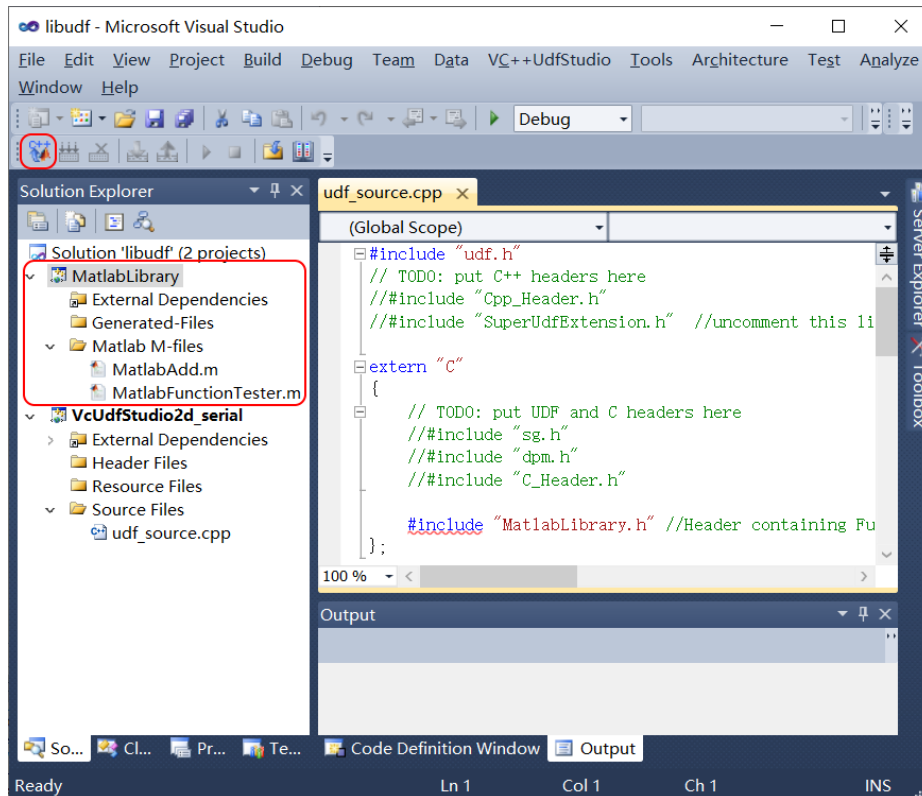 libudf - Microsoft Visual Studio
File Edit View Project Build Debug Team Data VC++UdfStudio Tools Architecture Test Analyze
Window Help
Debug
Solution Explorer
Solution 'libudf' (2 projects)
MatlabLibrary
External Dependencies
Generated-Files
Matlab M-files
MatlabAdd.m
MatlabFunctionTester.m
VcUdfStudio2d_serial
External Dependencies
Header Files
Resource Files
Source Files
udf_source.cpp
udf_source.cpp
(Global Scope)
#include "udf.h"
// TODO: put C++ headers here
//#include "Cpp_Header.h"
//#include "SuperUdfExtension.h" //uncomment this li
extern "C"
{
// TODO: put UDF and C headers here
//#include "sg.h"
//#include "dpm.h"
//#include "C_Header.h"
#include "MatlabLibrary.h" //Header containing Fu
};
100 %
Output
Server Explorer
Toolbox
So... Cl... Pr... Te...
Code Definition Window Output
Ready Ln 1 Col 1 Ch 1 INS